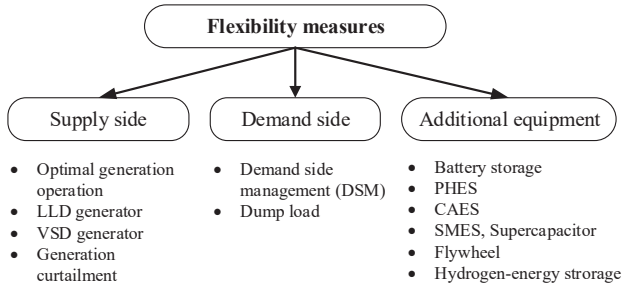 Flexibility measures
Supply side
• Optimal generation
operation
• LLD generator
• VSD generator
• Generation
curtailment
Demand side
• Demand side
management (DSM)
• Dump load
Additional equipment
• Battery storage
• PHES
• CAES
• SMES, Supercapacitor
• Flywheel
• Hydrogen-energy strorage